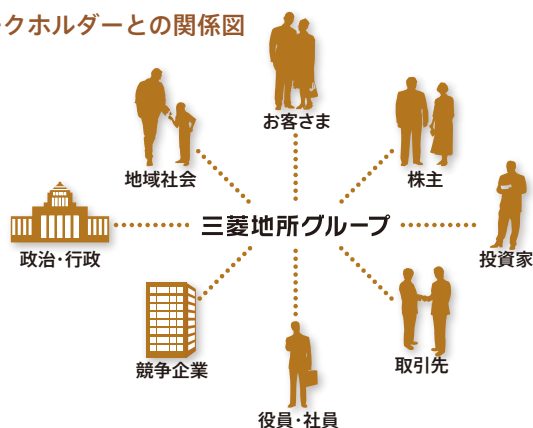 クホルダーとの関係図
お客さま
地域社会
株主
三菱地所グループ
政治・行政
投資家
競争企業
取引先
役員・社員